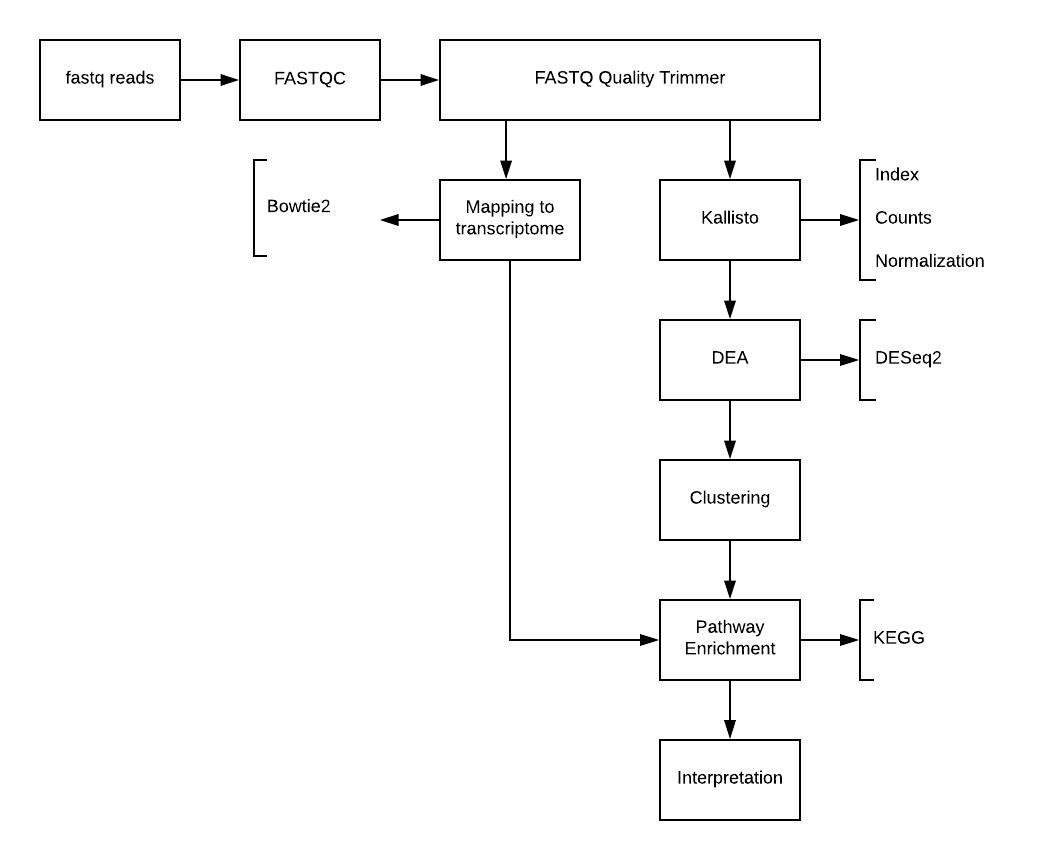 fastq reads
FASTQC
FASTQ Quality Trimmer
Bowtie2
Mapping to
transcriptome
Kallisto
Index
Counts
Normalization
DEA
DESeq2
Clustering
Pathway
Enrichment
KEGG
Interpretation